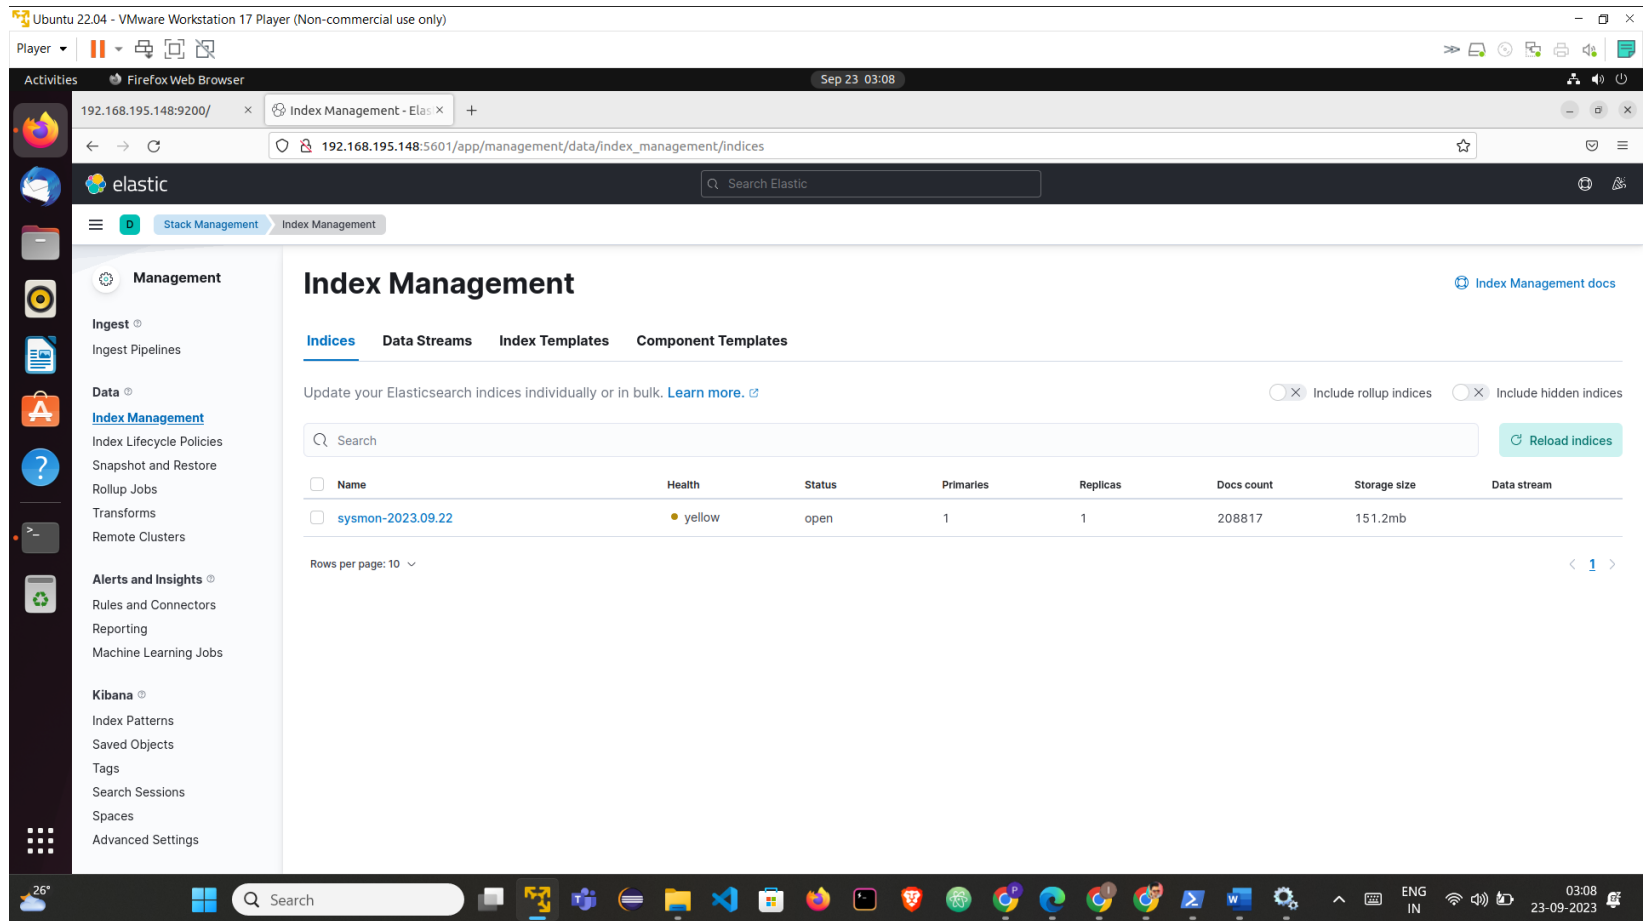 Ubuntu 22.04 - VMware Workstation 17 Player (Non-commercial use only)
Player
Activities Firefox Web Browser Sep 23 03:08
192.168.195.148:9200/ Index Management - Elas
192.168.195.148:5601/app/management/data/index_management/indices
elastic Search Elastic
D Stack Management Index Management
Management
Ingest
Ingest Pipelines
Data
Index Management
Index Lifecycle Policies
Snapshot and Restore
Rollup Jobs
Transforms
Remote Clusters
Alerts and Insights
Rules and Connectors
Reporting
Machine Learning Jobs
Kibana
Index Patterns
Saved Objects
Tags
Search Sessions
Spaces
Advanced Settings
Index Management
Index Management docs
Indices Data Streams Index Templates Component Templates
Update your Elasticsearch indices individually or in bulk. Learn more. Include rollup indices Include hidden indices
Search Reload indices
Name Health Status Primaries Replicas Docs count Storage size Data stream
sysmon-2023.09.22 yellow open 1 1 208817 151.2mb
Rows per page: 10 1
26°
Search
ENG
IN
03:08
23-09-2023